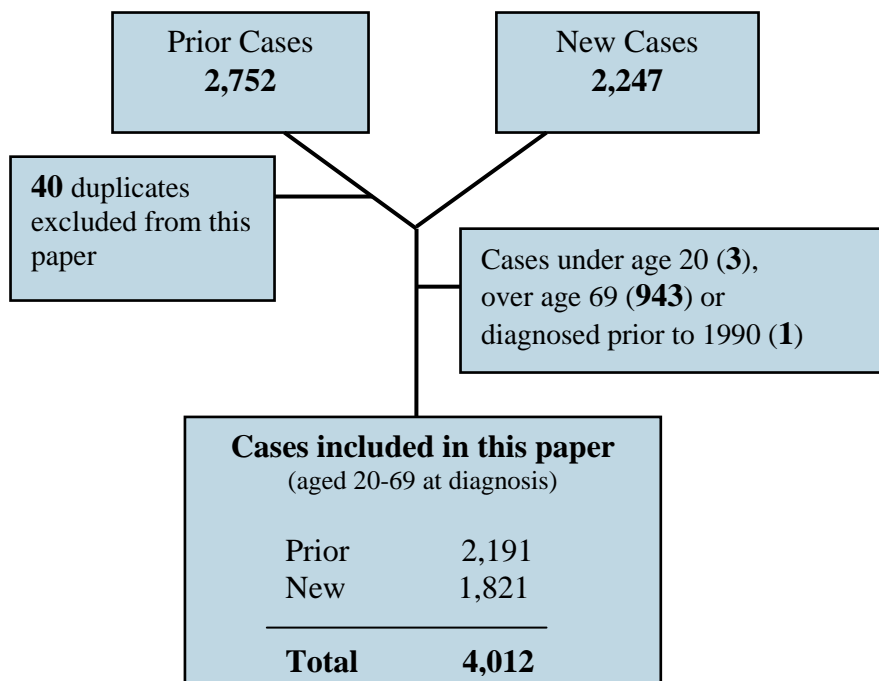 Prior Cases
2,752
New Cases
2,247
40 duplicates
excluded from this
paper
Cases under age 20 (3),
over age 69 (943) or
diagnosed prior to 1990 (1)
Cases included in this paper
(aged 20-69 at diagnosis)
Prior 2,191
New 1,821
Total 4,012